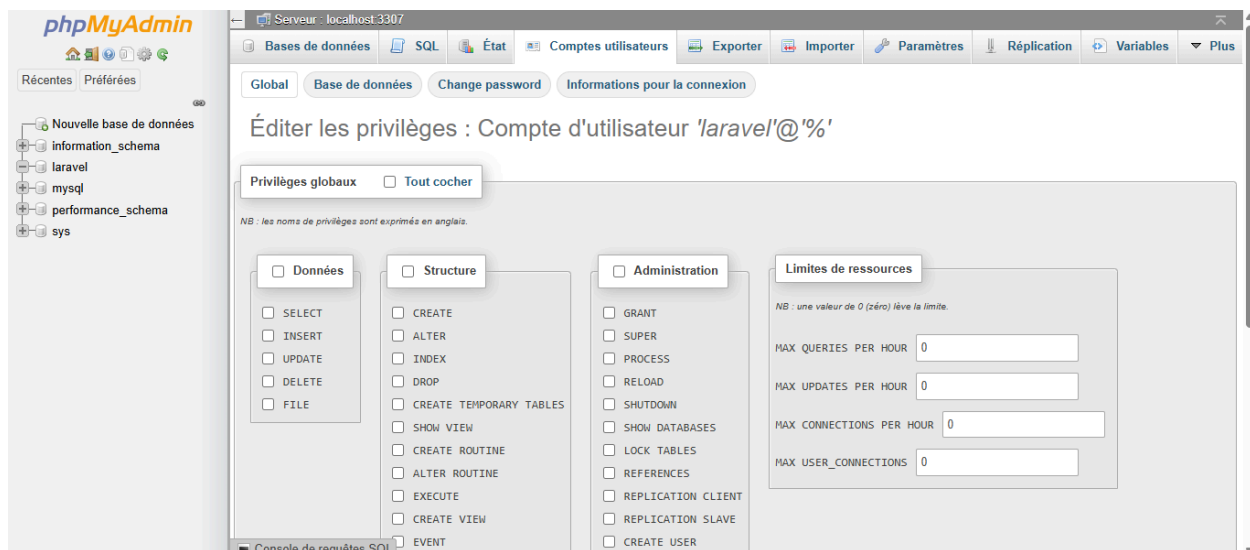 phpMyAdmin
Récentes Préférées
Nouvelle base de données
information_schema
laravel
mysql
performance_schema
sys
Serveur : localhost:3307
Bases de données SQL État Comptes utilisateurs Exporter Importer Paramètres Réplication Variables Plus
Global Base de données Change password Informations pour la connexion
Éditer les privilèges : Compte d'utilisateur 'laravel'@'%'
Privilèges globaux Tout cocher
NB : les noms de privilèges sont exprimés en anglais.
Données
SELECT
INSERT
UPDATE
DELETE
FILE
Structure
CREATE
ALTER
INDEX
DROP
CREATE TEMPORARY TABLES
SHOW VIEW
CREATE ROUTINE
ALTER ROUTINE
EXECUTE
CREATE VIEW
EVENT
Administration
GRANT
SUPER
PROCESS
RELOAD
SHUTDOWN
SHOW DATABASES
LOCK TABLES
REFERENCES
REPLICATION CLIENT
REPLICATION SLAVE
CREATE USER
Limites de ressources
NB : une valeur de 0 (zéro) lève la limite.
MAX QUERIES PER HOUR 0
MAX UPDATES PER HOUR 0
MAX CONNECTIONS PER HOUR 0
MAX USER_CONNECTIONS 0
Console de requêtes SQL